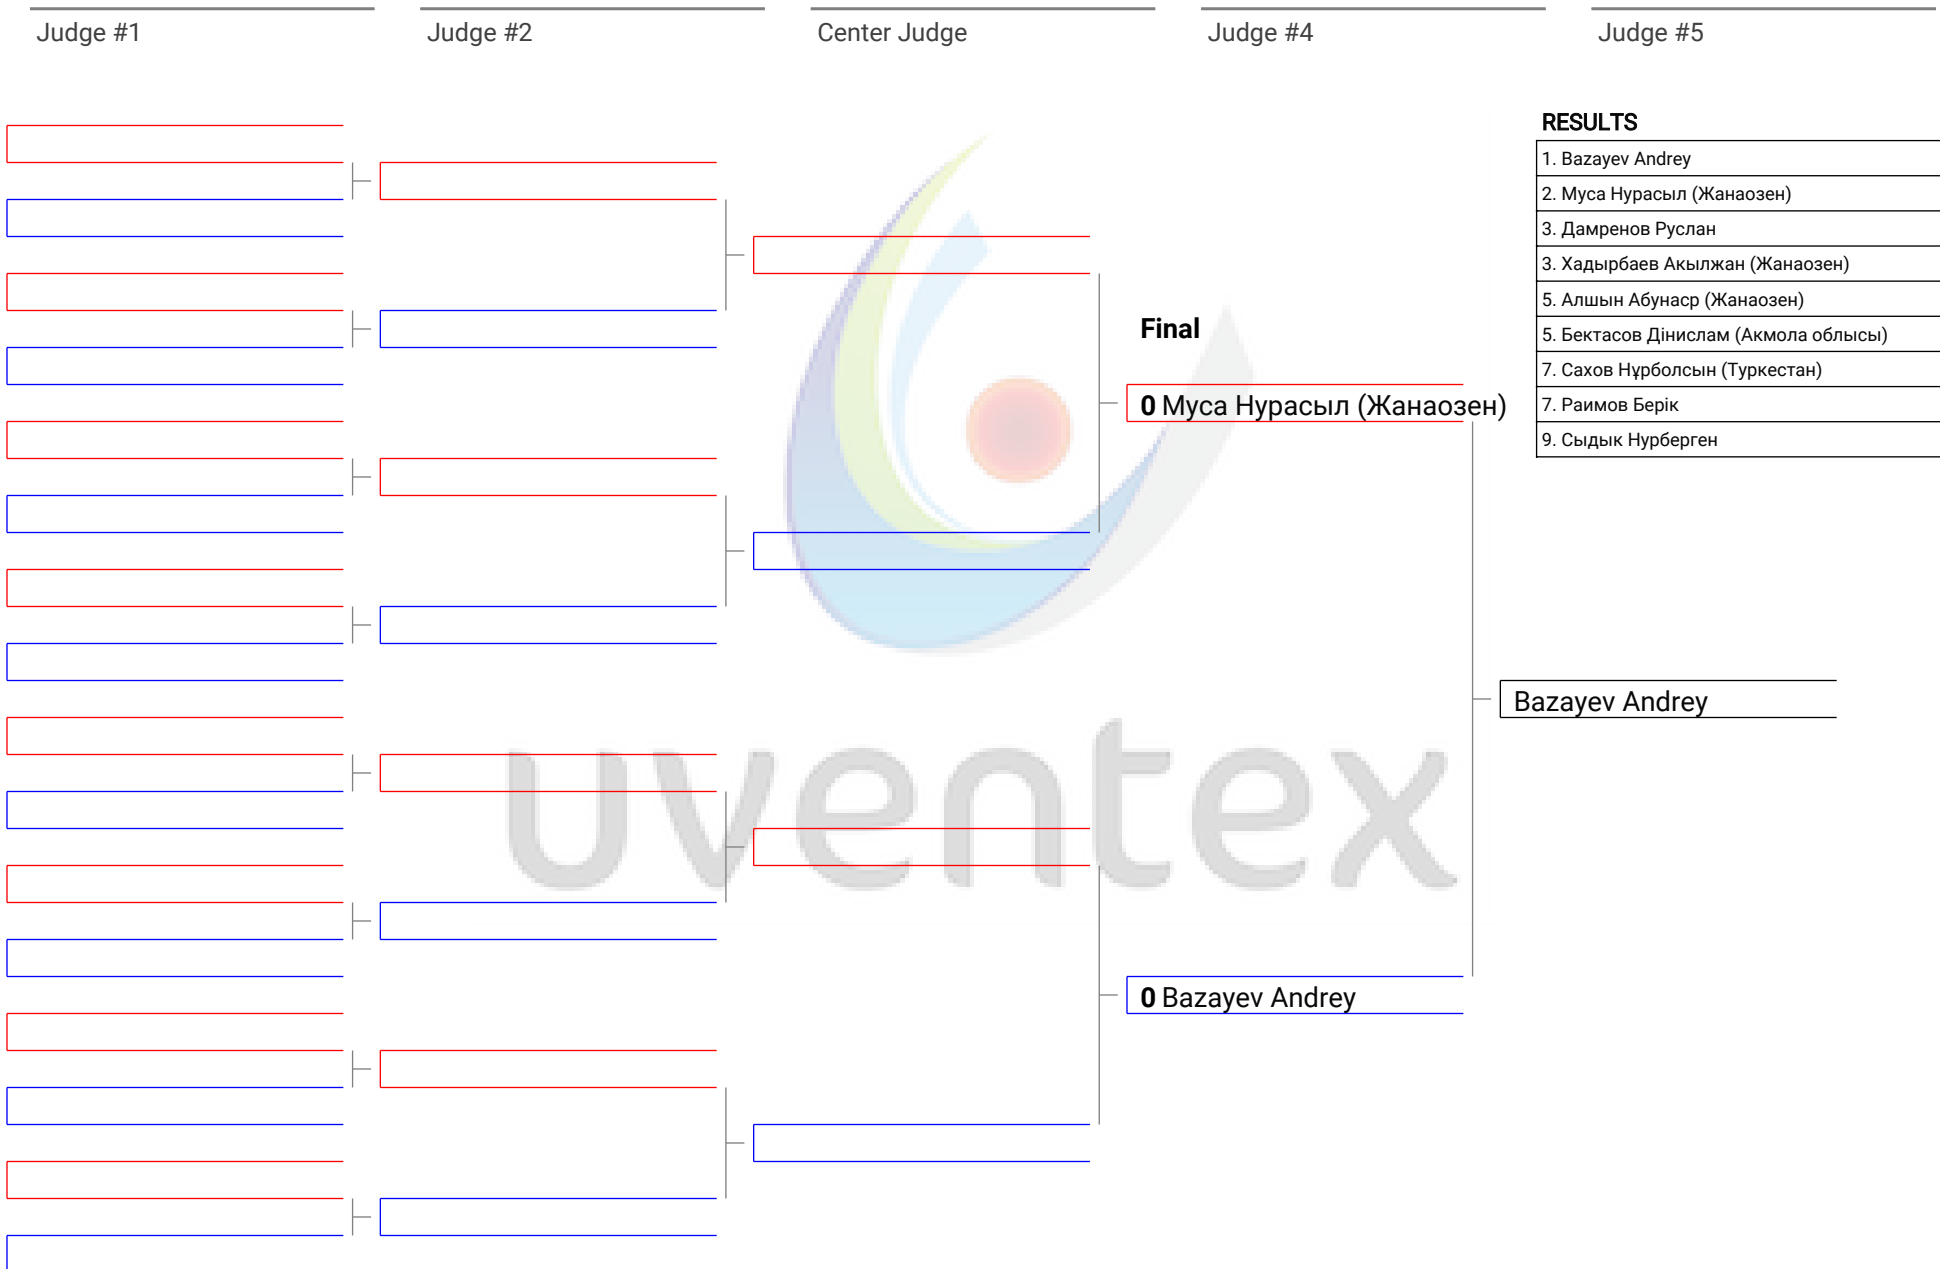 Judge #1
Judge #2
Center Judge
Judge #4
Judge #5
RESULTS
1. Bazayev Andrey
2. Муса Нурасыл (Жанаозен)
3. Дамренов Руслан
3. Хадырбаев Акылжан (Жанаозен)
5. Алшын Абунаср (Жанаозен)
5. Бектасов Дінислам (Акмола облысы)
7. Сахов Нұрболсын (Туркестан)
7. Раимов Берік
9. Сыдык Нурберген
Final
0 Муса Нурасыл (Жанаозен)
Bazayev Andrey
0 Bazayev Andrey
uventex